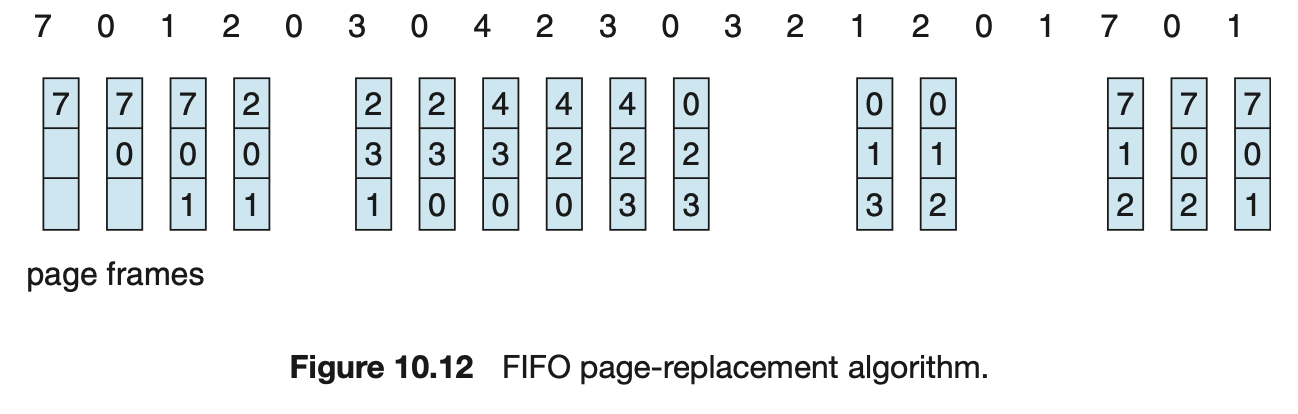 7 0 1 2 0 3 0 4 2 3 0 3 2 1 2 0 1 7 0 1
7 7 7 2 2 2 4 4 4 0 0 0 7 7 7
0 0 0 3 3 3 2 2 2 1 1 1 0 0
1 1 1 0 0 0 3 3 3 2 2 2 1
page frames
Figure 10.12 FIFO page-replacement algorithm.